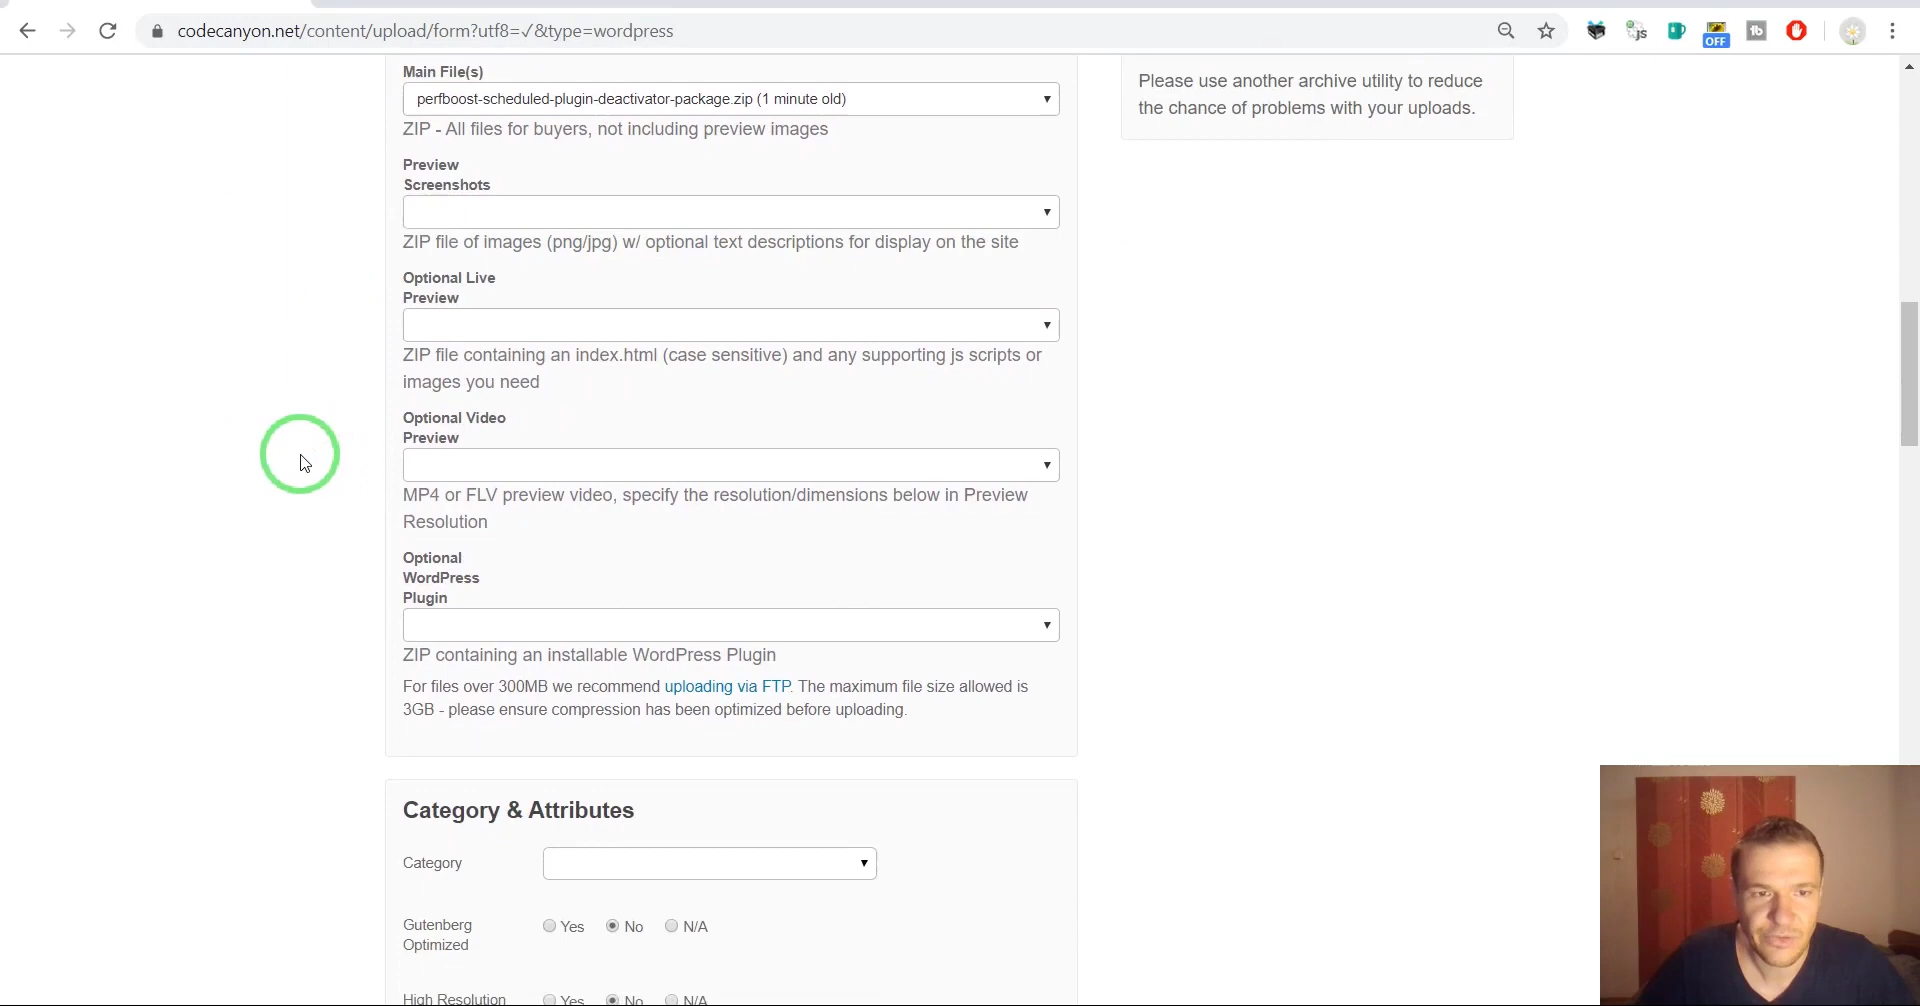 codecanyon.net/content/upload/form?utf8=✓&type=wordpress
JS
OFF
tb
Main File(s)
perfboost-scheduled-plugin-deactivator-package.zip (1 minute old)
ZIP - All files for buyers, not including preview images
Please use another archive utility to reduce
the chance of problems with your uploads.
Preview
Screenshots
ZIP file of images (png/jpg) w/ optional text descriptions for display on the site
Optional Live
Preview
ZIP file containing an index.html (case sensitive) and any supporting js scripts or
images you need
Optional Video
Preview
MP4 or FLV preview video, specify the resolution/dimensions below in Preview
Resolution
Optional
WordPress
Plugin
ZIP containing an installable WordPress Plugin
For files over 300MB we recommend uploading via FTP. The maximum file size allowed is
3GB - please ensure compression has been optimized before uploading.
Category & Attributes
Category
Gutenberg
Optimized
Yes No N/A
High Resolution Yes No N/A